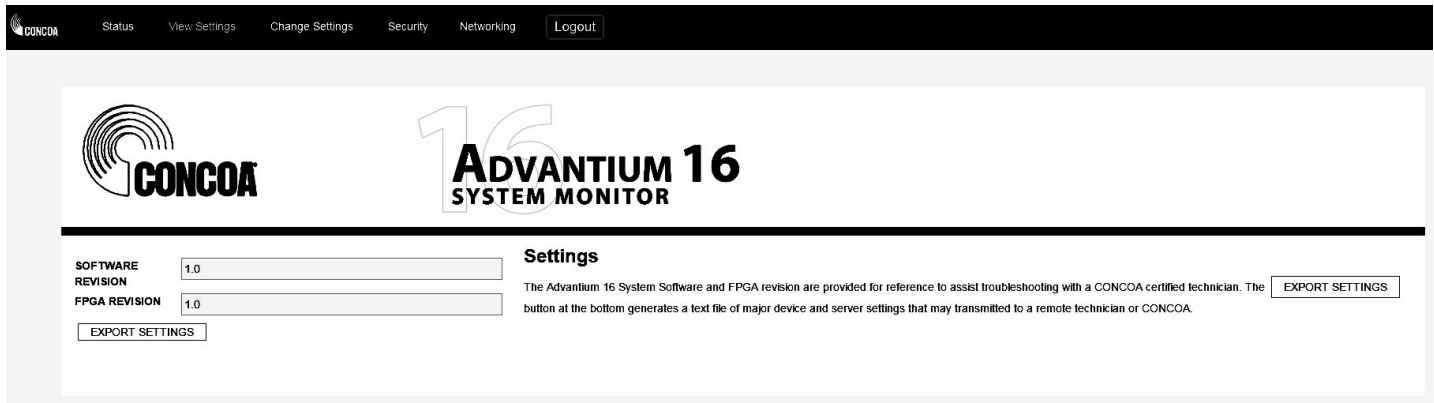 CONCOA Status View Settings Change Settings Security Networking Logout
CONCOA
16
ADVANTIUM 16
SYSTEM MONITOR
SOFTWARE
REVISION
1.0
FPGA REVISION
1.0
EXPORT SETTINGS
Settings
The Advantium 16 System Software and FPGA revision are provided for reference to assist troubleshooting with a CONCOA certified technician. The EXPORT SETTINGS
button at the bottom generates a text file of major device and server settings that may transmitted to a remote technician or CONCOA.